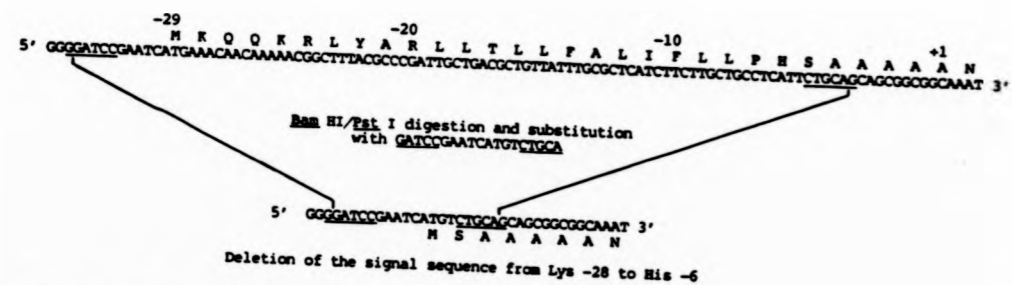 -29 -20 -10 +1
M K Q Q K R L Y A R L L T L L F A L I F L L P H S A A A A A N
5' GGGGATCCGAATCATGAAACAACAAAAACGGCTTTACGCCCGATTGCTGACGCTGTTATTTGCGCTCATCTTCTTGCTGCCTCATTCTGCAGCAGCGGCGGCAAAT 3'
Bam HI/Pst I digestion and substitution
with GATCCGAATCATGTCTGCA
5' GGGGATCCGAATCATGTCTGCAGCAGCGGCGGCAAAT 3'
M S A A A A A N
Deletion of the signal sequence from Lys -28 to His -6